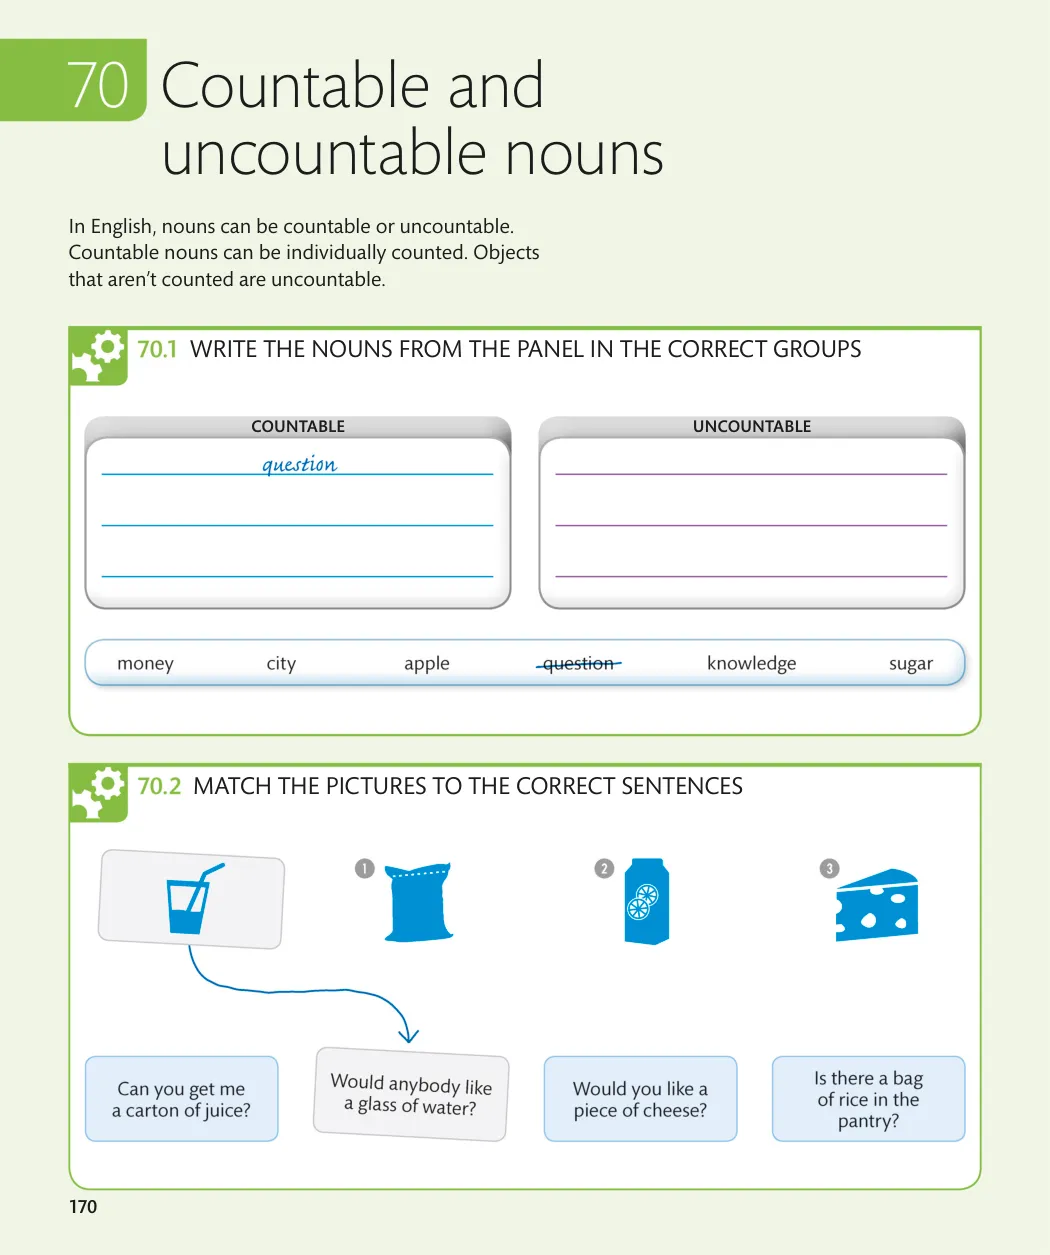 70
Countable and
uncountable nouns
In English, nouns can be countable or uncountable.
Countable nouns can be individually counted. Objects
that aren’t counted are uncountable.
70.1 WRITE THE NOUNS FROM THE PANEL IN THE CORRECT GROUPS
COUNTABLE
question
UNCOUNTABLE
money city apple question knowledge sugar
70.2 MATCH THE PICTURES TO THE CORRECT SENTENCES
1
2
3
Can you get me
a carton of juice?
Would anybody like
a glass of water?
Would you like a
piece of cheese?
Is there a bag
of rice in the
pantry?
170